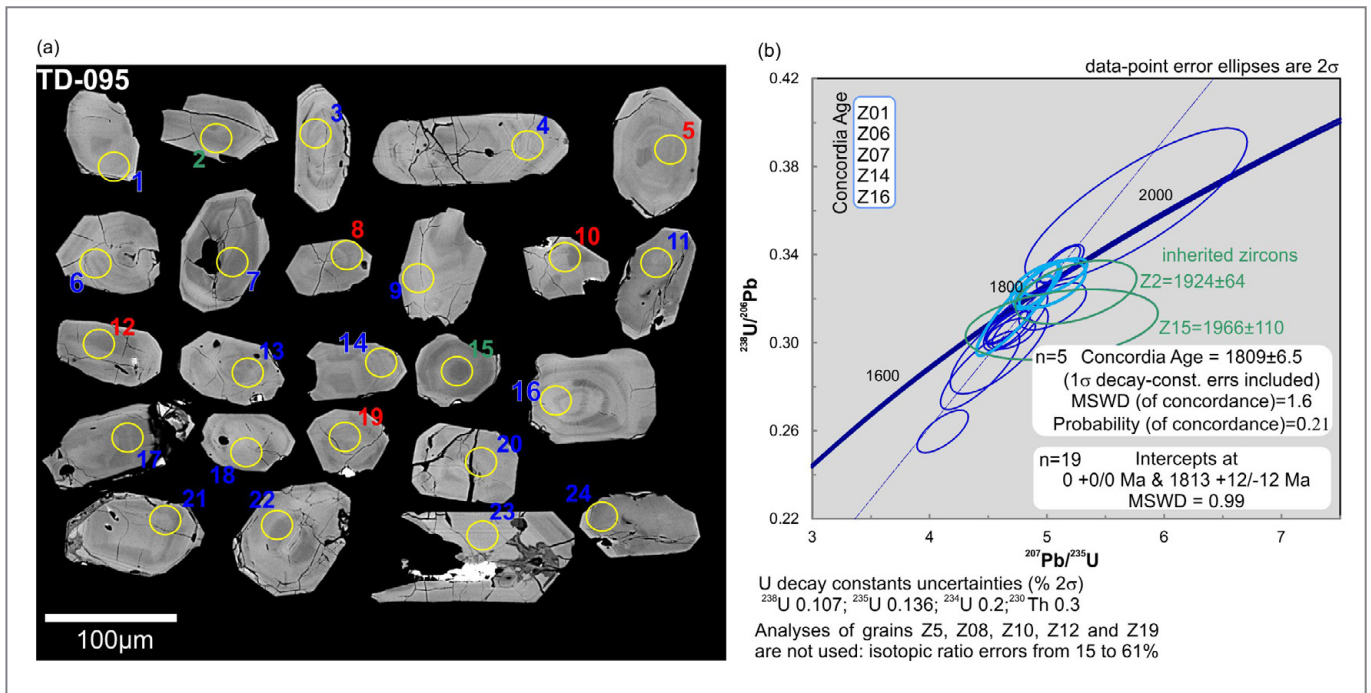 (a)
TD-095
1
2
3
4
5
6
7
8
9
10
11
12
13
14
15
16
17
18
19
20
21
22
23
24
100µm
(b)
data-point error ellipses are 2σ
0.42
0.38
0.34
0.30
0.26
0.22
²³⁸U/²⁰⁶Pb
Concordia Age
Z01
Z06
Z07
Z14
Z16
2000
1800
1600
inherited zircons
Z2=1924±64
Z15=1966±110
n=5 Concordia Age = 1809±6.5
(1σ decay-const. errs included)
MSWD (of concordance)=1.6
Probability (of concordance)=0.21
n=19 Intercepts at
0 +0/0 Ma & 1813 +12/-12 Ma
MSWD = 0.99
3
4
5
6
7
²⁰⁷Pb/²³⁵U
U decay constants uncertainties (% 2σ)
²³⁸U 0.107; ²³⁵U 0.136; ²³⁴U 0.2;²³⁰Th 0.3
Analyses of grains Z5, Z08, Z10, Z12 and Z19
are not used: isotopic ratio errors from 15 to 61%